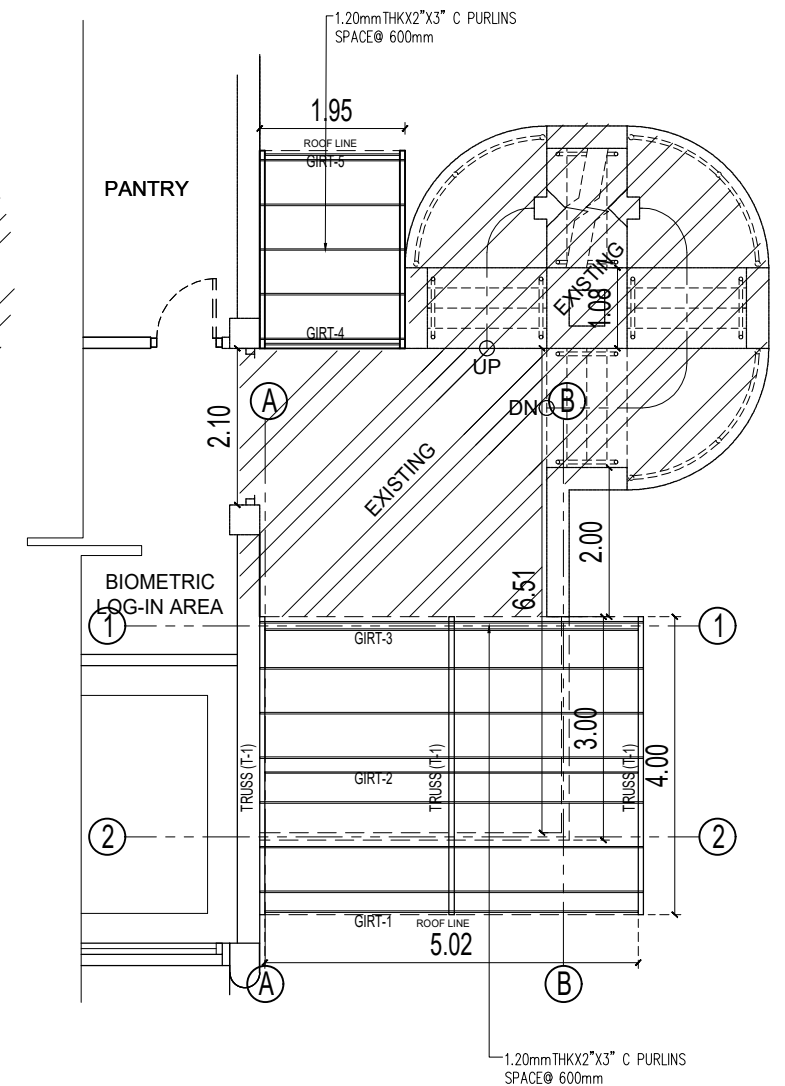 1.20mmTHKX2"X3" C PURLINS
SPACE@ 600mm
1.95
ROOF LINE
GIRT-5
PANTRY
EXISTING
1.08
GIRT-4
UP
A
B
DN
2.10
EXISTING
2.00
6.51
BIOMETRIC
LOG-IN AREA
1
1
GIRT-3
3.00
4.00
TRUSS (T-1)
TRUSS (T-1)
TRUSS (T-1)
GIRT-2
2
2
GIRT-1
ROOF LINE
5.02
A
B
1.20mmTHKX2"X3" C PURLINS
SPACE@ 600mm